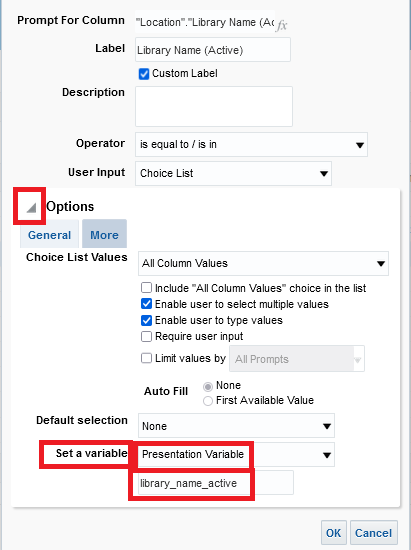 Prompt For Column "Location"."Library Name (Ac fx
Label Library Name (Active)
Custom Label
Description
Operator is equal to / is in
User Input Choice List
Options
General More
Choice List Values All Column Values
Include "All Column Values" choice in the list
Enable user to select multiple values
Enable user to type values
Require user input
Limit values by All Prompts
Auto Fill None
First Available Value
Default selection None
Set a variable Presentation Variable
library_name_active
OK Cancel